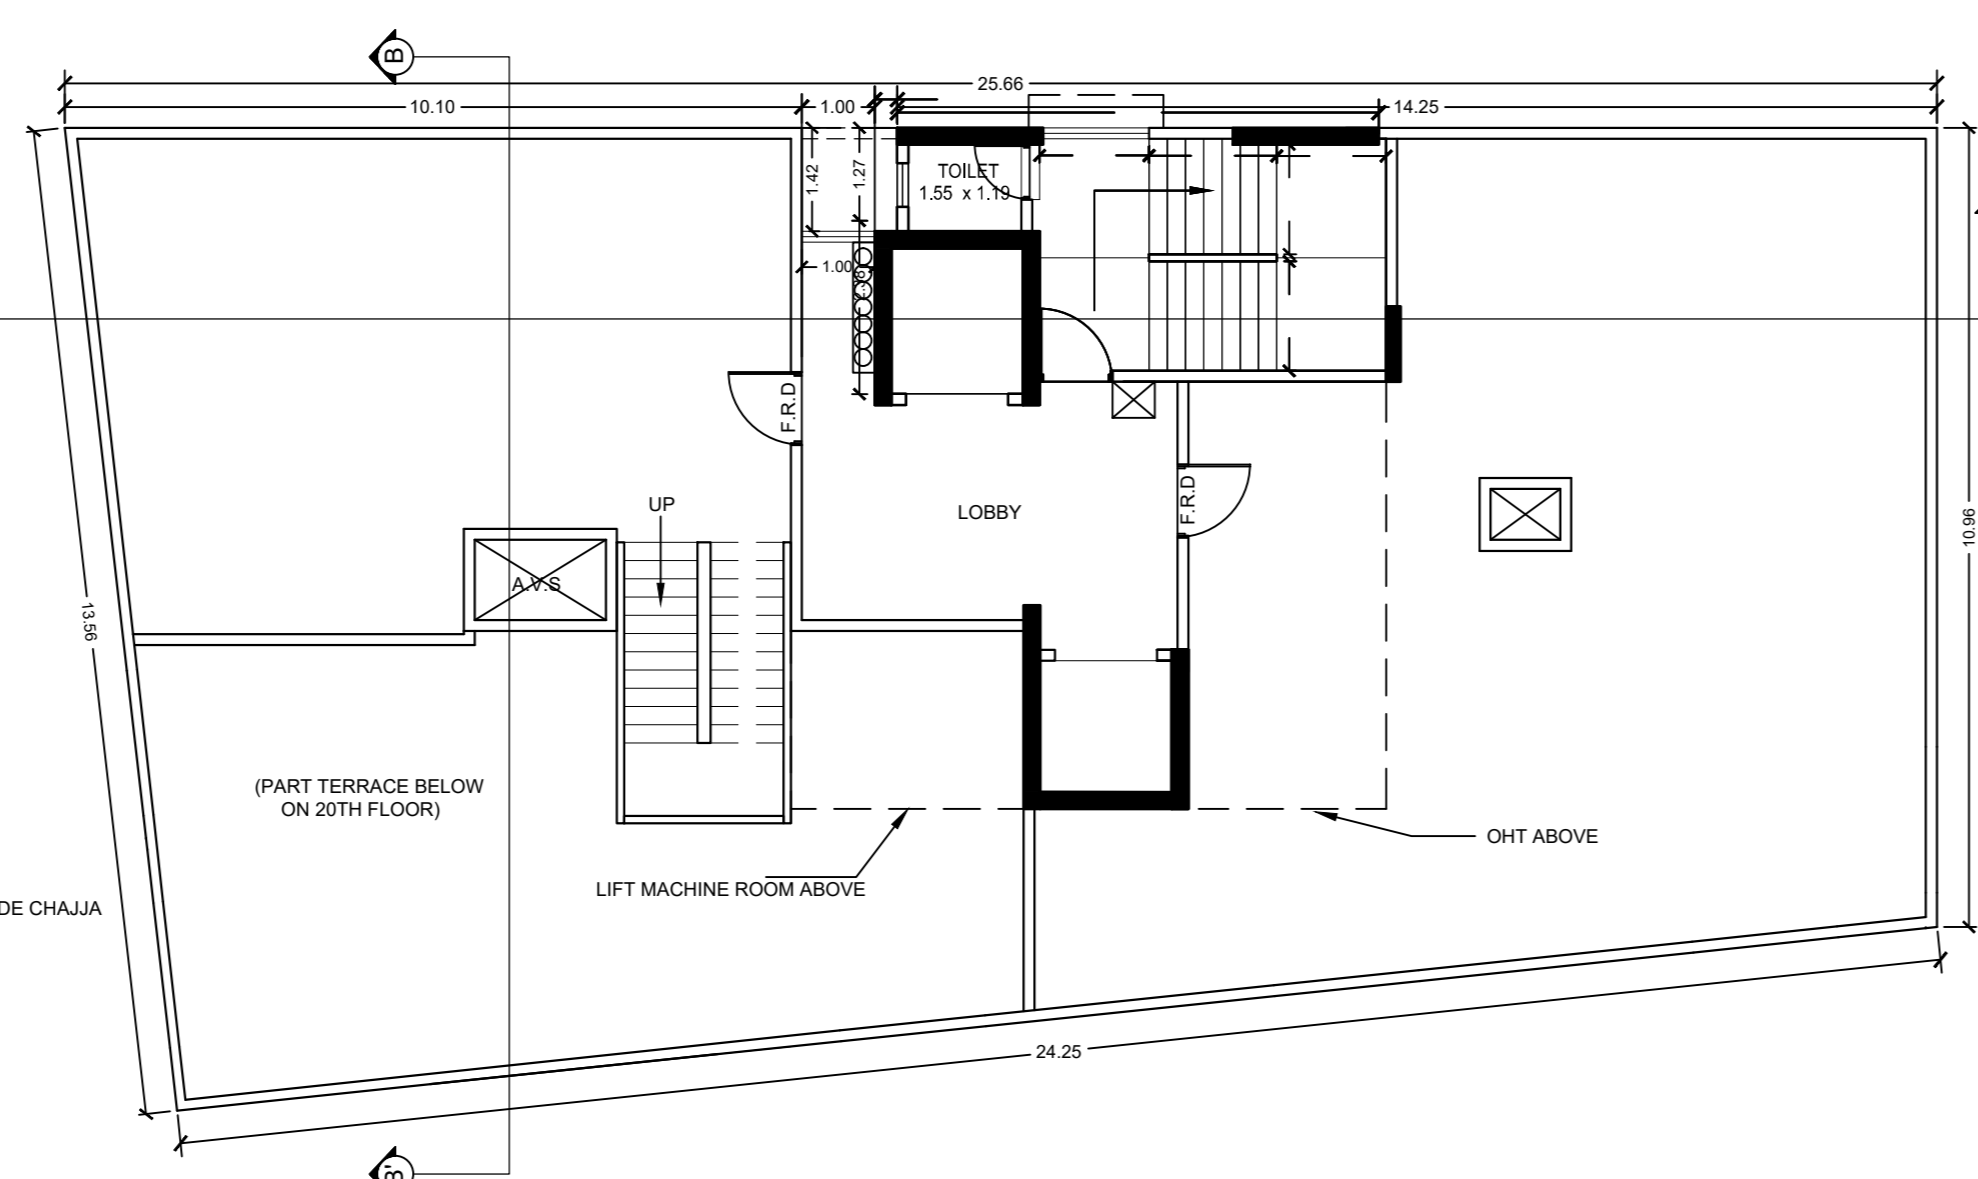 B
25.66
10.10
1.00
14.25
1.42
1.27
TOILET
1.55 x 1.19
1.00
F.R.D
F.R.D
UP
LOBBY
A.V.S
10.96
13.56
(PART TERRACE BELOW
ON 20TH FLOOR)
OHT ABOVE
LIFT MACHINE ROOM ABOVE
DE CHAJJA
24.25
B'